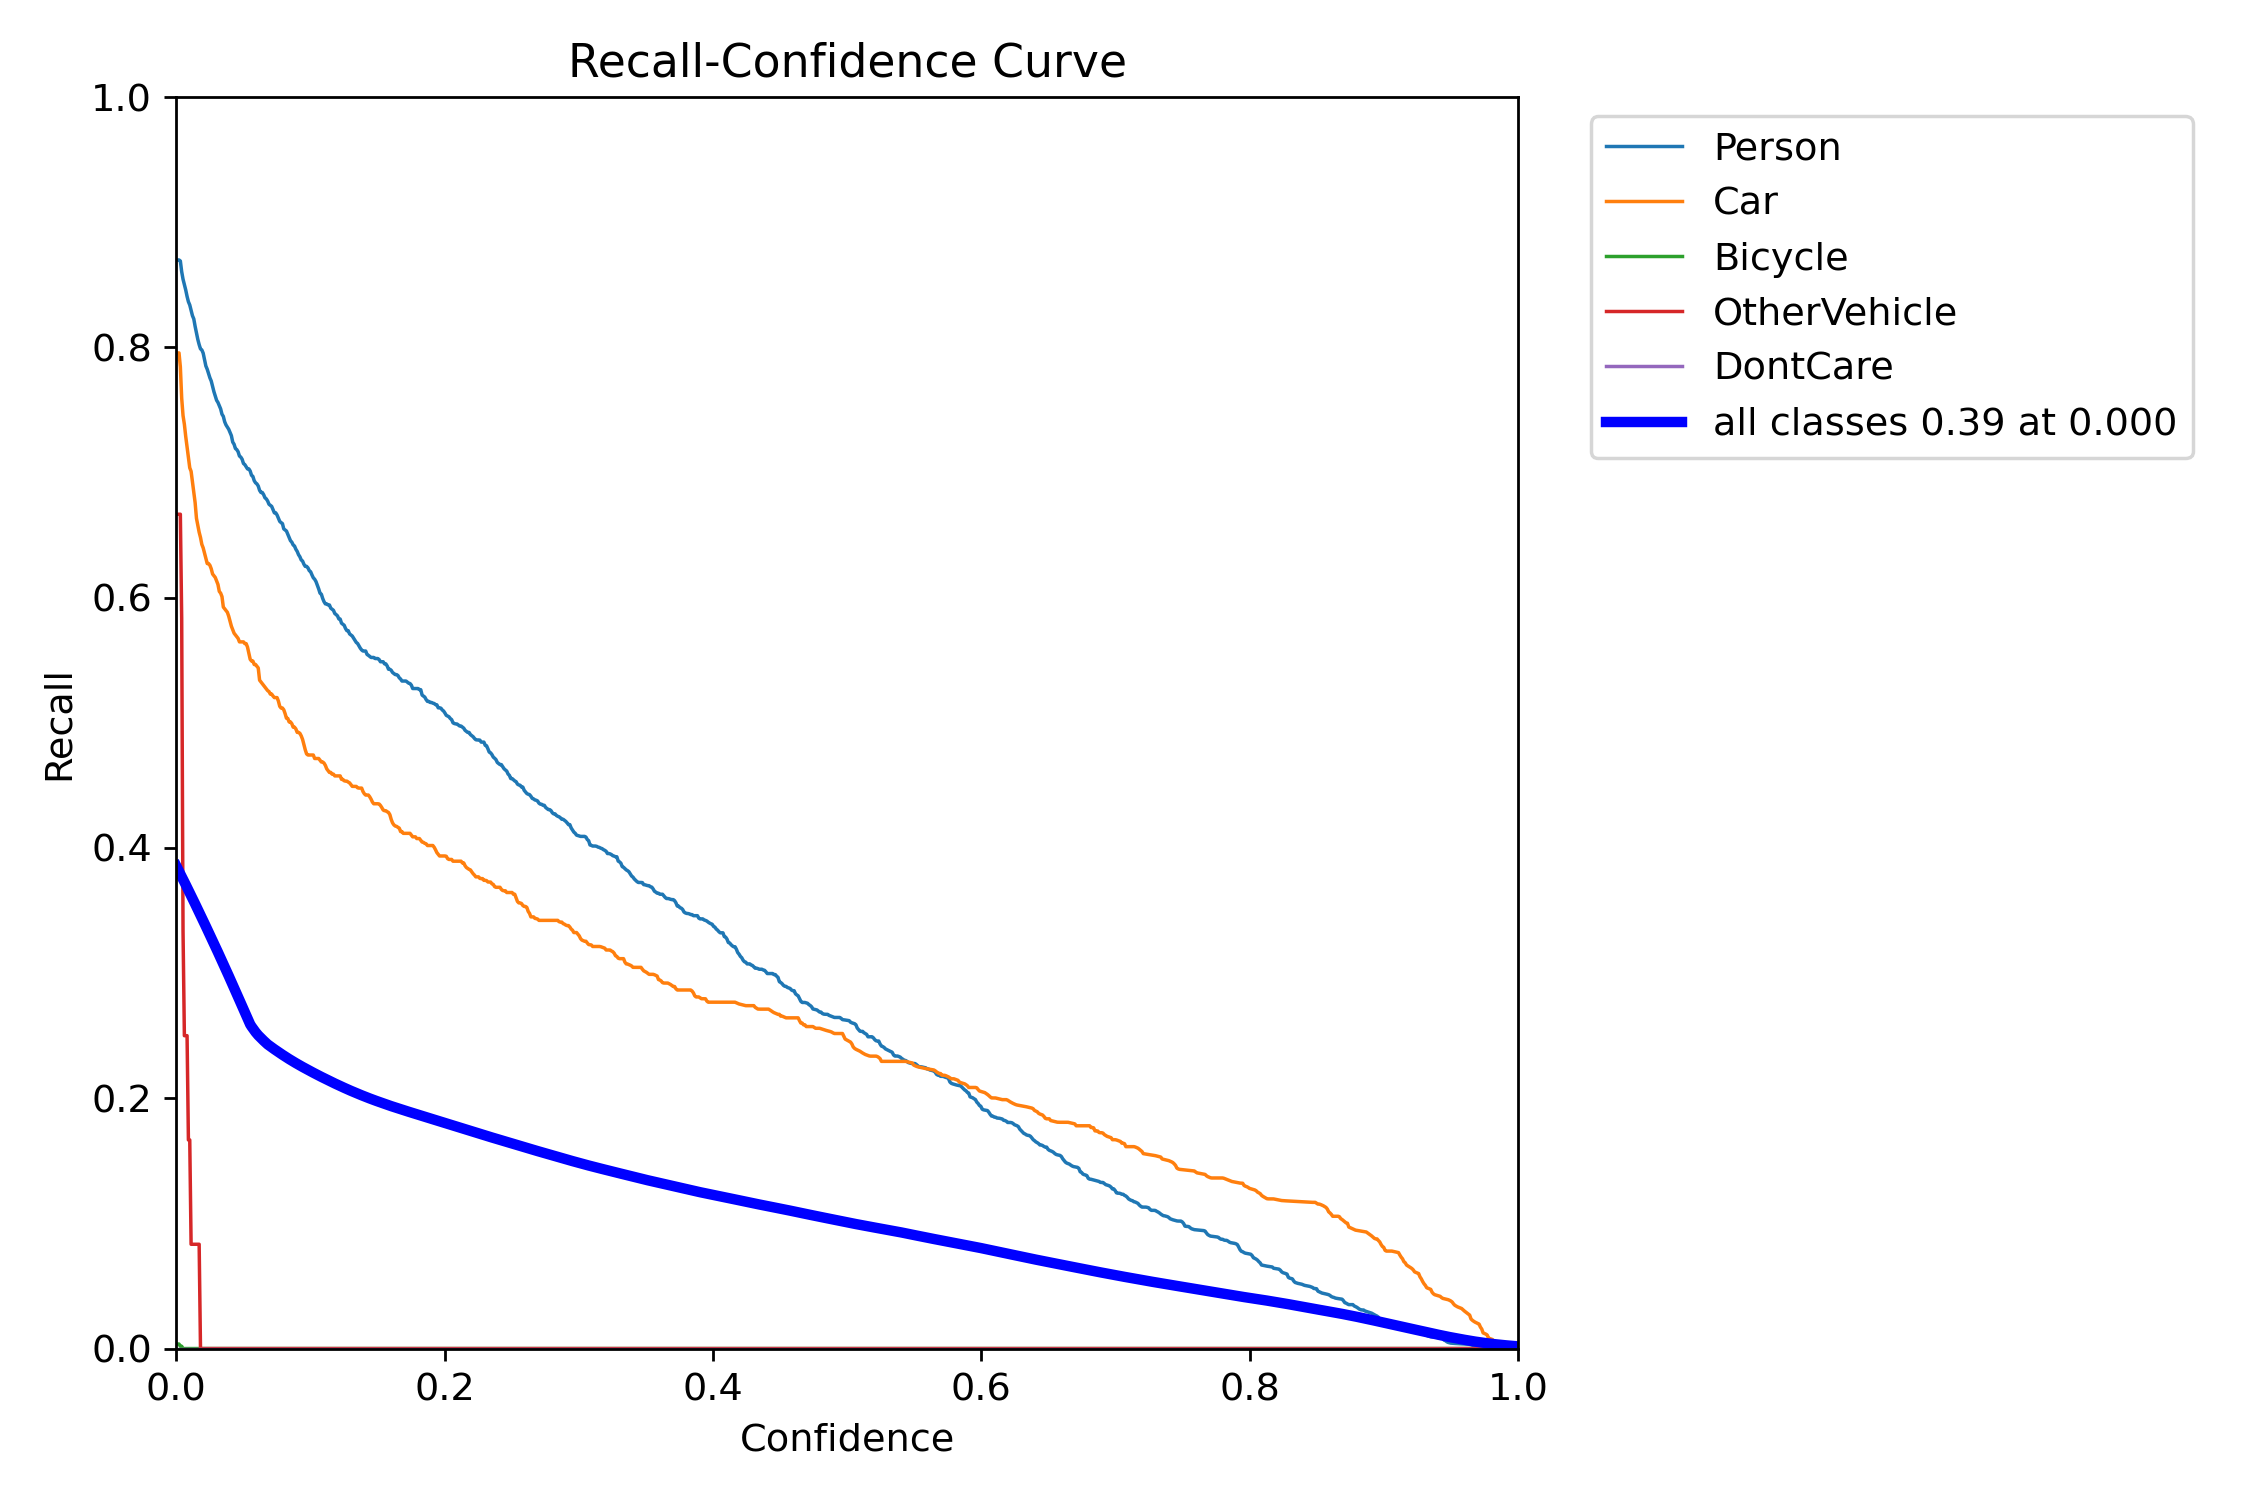 Recall-Confidence Curve
1.0
0.8
0.6
0.4
0.2
0.0
Recall
0.0 0.2 0.4 0.6 0.8 1.0
Confidence
Person
Car
Bicycle
OtherVehicle
DontCare
all classes 0.39 at 0.000